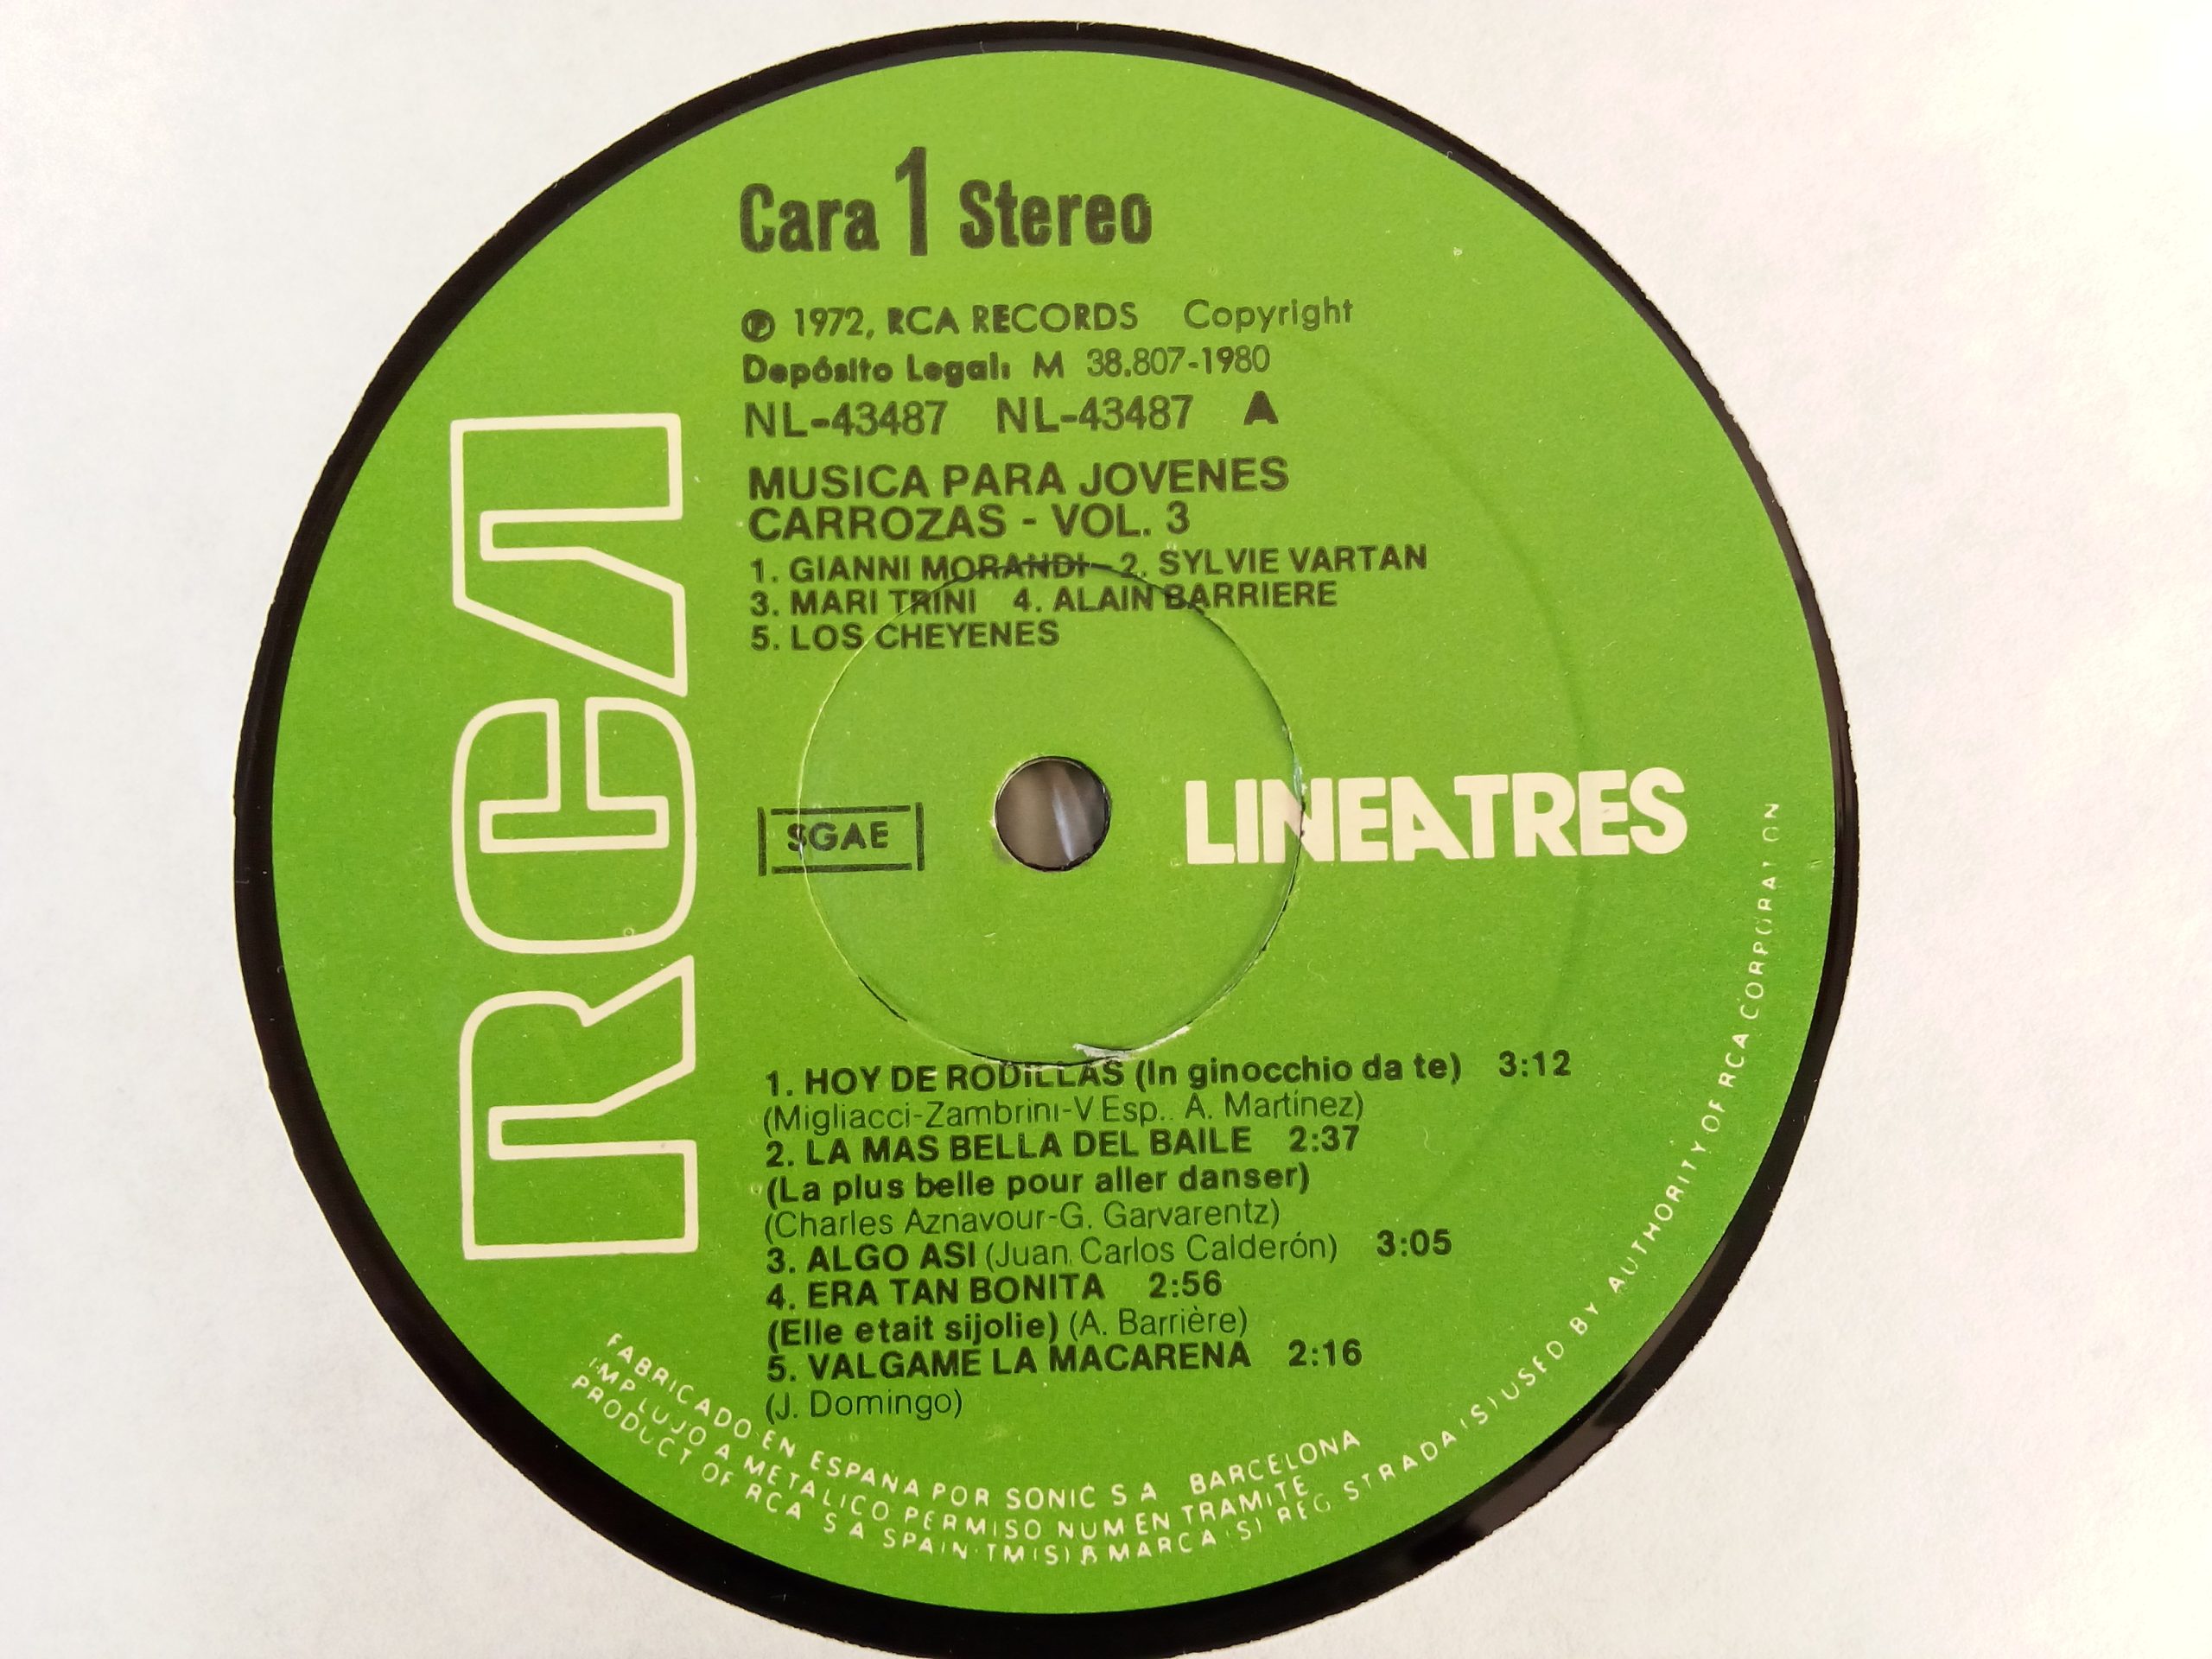 Cara 1 Stereo
℗ 1972, RCA RECORDS Copyright
Depósito Legal: M 38.807-1980
NL-43487 NL-43487 A
MUSICA PARA JOVENES
CARROZAS - VOL. 3
1. GIANNI MORANDI - 2. SYLVIE VARTAN
3. MARI TRINI 4. ALAIN BARRIERE
5. LOS CHEYENES
RCA
SGAE
LINEATRES
1. HOY DE RODILLAS (In ginocchio da te) 3:12
(Migliacci-Zambrini-V Esp.. A. Martínez)
2. LA MAS BELLA DEL BAILE 2:37
(La plus belle pour aller danser)
(Charles Aznavour-G. Garvarentz)
3. ALGO ASI (Juan Carlos Calderón) 3:05
4. ERA TAN BONITA 2:56
(Elle etait sijolie) (A. Barrière)
5. VALGAME LA MACARENA 2:16
(J. Domingo)
FABRICADO EN ESPAÑA POR SONIC S A BARCELONA
IMP LUJO A METALICO PERMISO NUM EN TRAMITE
PRODUCT OF RCA S A SPAIN·TM(S) ® MARCA(S) REG STRADA(S) USED BY AUTHORITY OF RCA CORPORATION